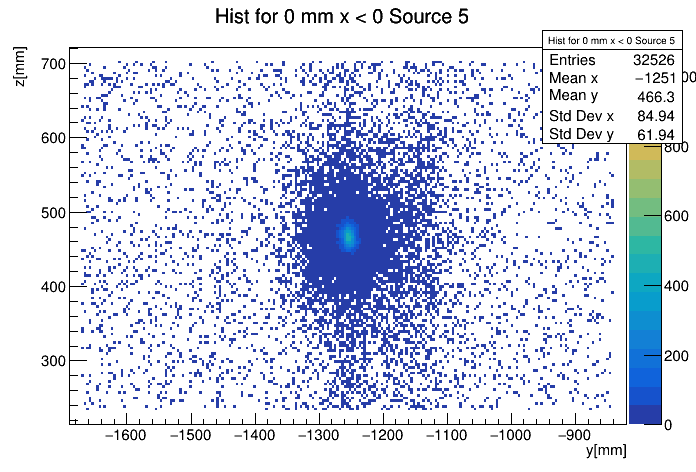 Hist for 0 mm x < 0 Source 5
Hist for 0 mm x < 0 Source 5
Entries 32526
Mean x −1251
Mean y 466.3
Std Dev x 84.94
Std Dev y 61.94
z[mm]
700
600
500
400
300
00
800
600
400
200
0
−1600 −1500 −1400 −1300 −1200 −1100 −1000 −900
y[mm]